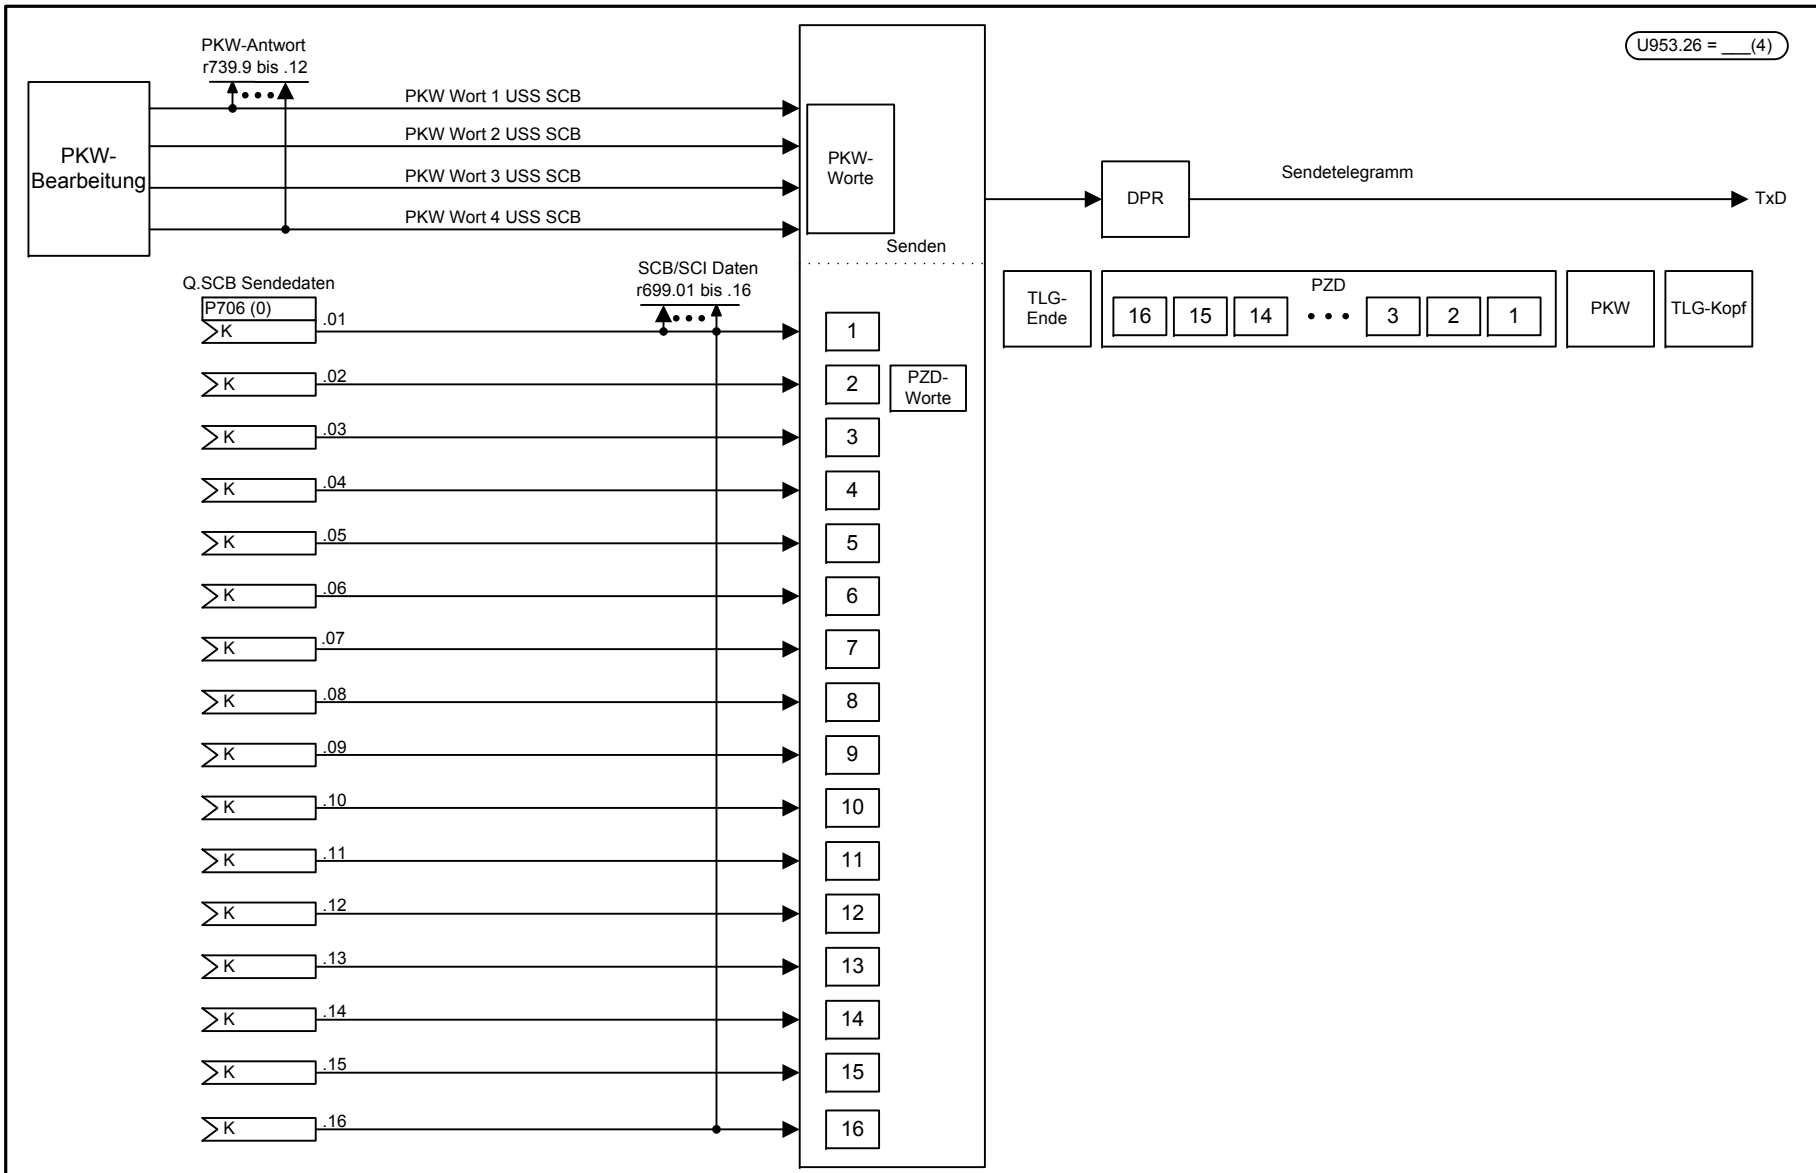 U953.26 = ___(4)
PKW-Antwort
r739.9 bis .12
PKW-
Bearbeitung
PKW Wort 1 USS SCB
PKW Wort 2 USS SCB
PKW Wort 3 USS SCB
PKW Wort 4 USS SCB
PKW-
Worte
Senden
DPR
Sendetelegramm
TxD
Q.SCB Sendedaten
P706 (0)
SCB/SCI Daten
r699.01 bis .16
TLG-
Ende
PZD
16 15 14 • • • 3 2 1
PKW
TLG-Kopf
K .01 1
K .02 2
PZD-
Worte
K .03 3
K .04 4
K .05 5
K .06 6
K .07 7
K .08 8
K .09 9
K .10 10
K .11 11
K .12 12
K .13 13
K .14 14
K .15 15
K .16 16